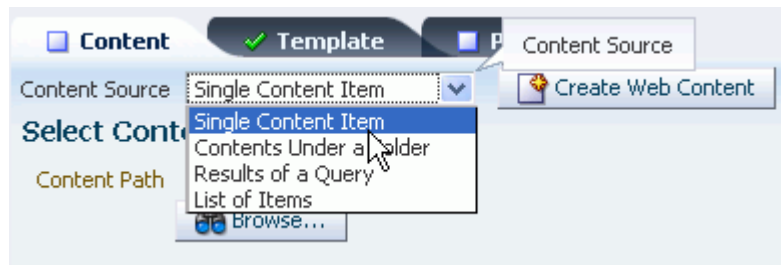 Content
Template
P
Content Source
Content Source
Single Content Item
Create Web Content
Single Content Item
Select Conte
Contents Under a Folder
Content Path
Results of a Query
List of Items
Browse...